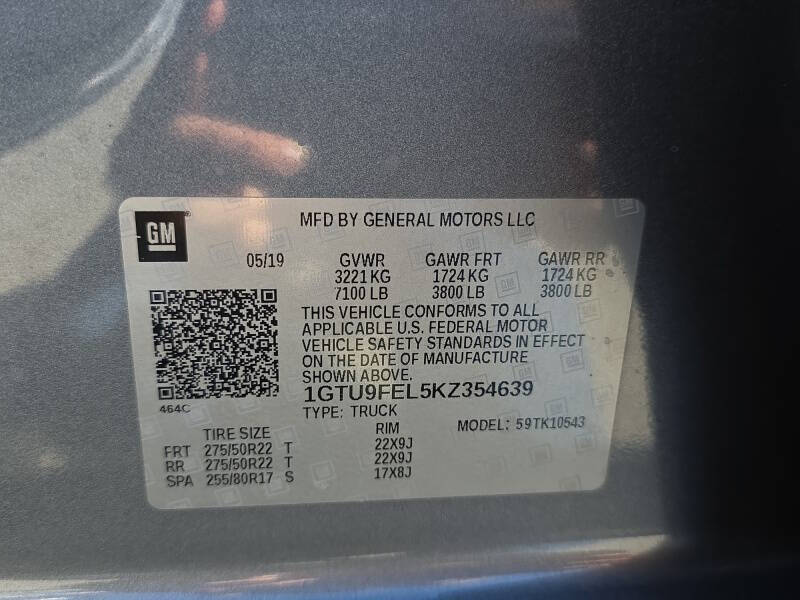 GM
MFD BY GENERAL MOTORS LLC
05/19 GVWR GAWR FRT GAWR RR
3221 KG 1724 KG 1724 KG
7100 LB 3800 LB 3800 LB
THIS VEHICLE CONFORMS TO ALL
APPLICABLE U.S. FEDERAL MOTOR
VEHICLE SAFETY STANDARDS IN EFFECT
ON THE DATE OF MANUFACTURE
SHOWN ABOVE.
1GTU9FEL5KZ354639
464C
TYPE: TRUCK
MODEL: 59TK10543
TIRE SIZE RIM
FRT 275/50R22 T 22X9J
RR 275/50R22 T 22X9J
SPA 255/80R17 S 17X8J